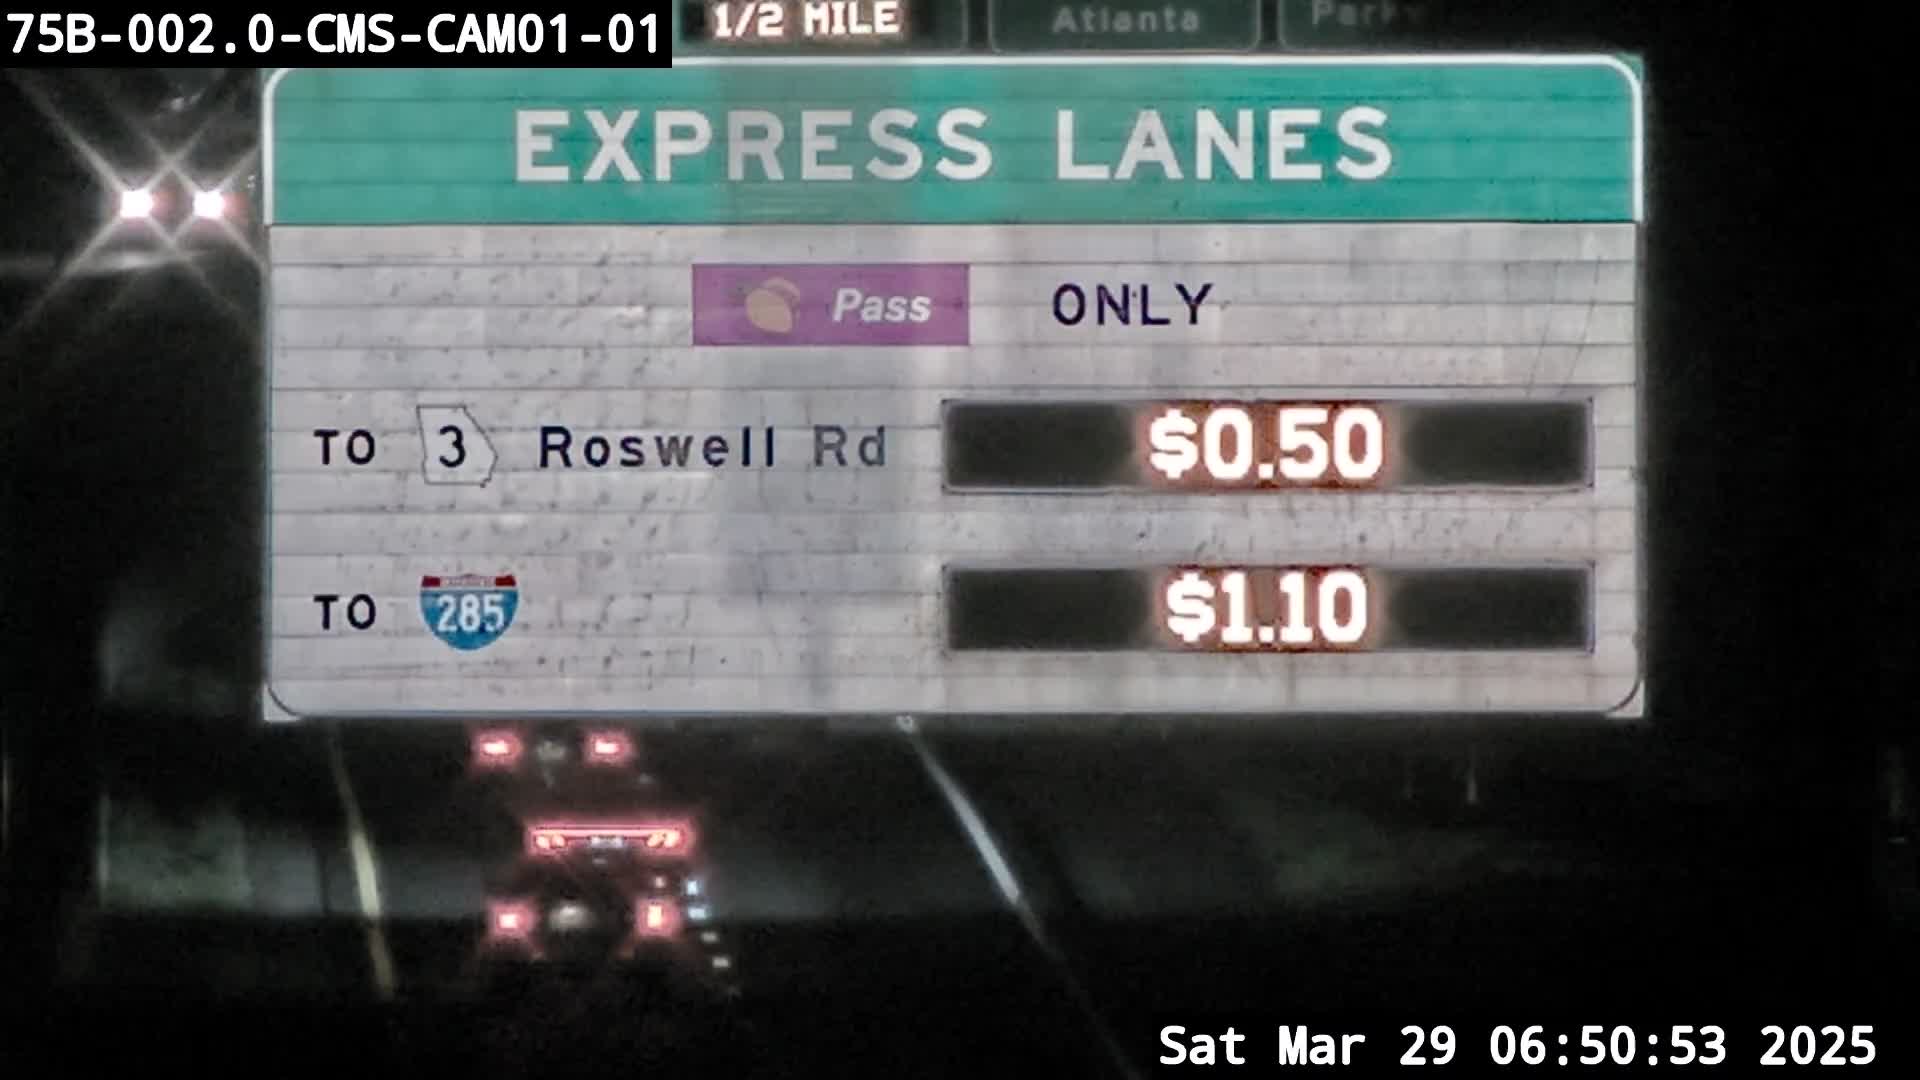 75B-002.0-CMS-CAM01-01
1/2 MILE
Atlanta
EXPRESS LANES
Pass ONLY
TO 3 Roswell Rd $0.50
TO 285 $1.10
Sat Mar 29 06:50:53 2025